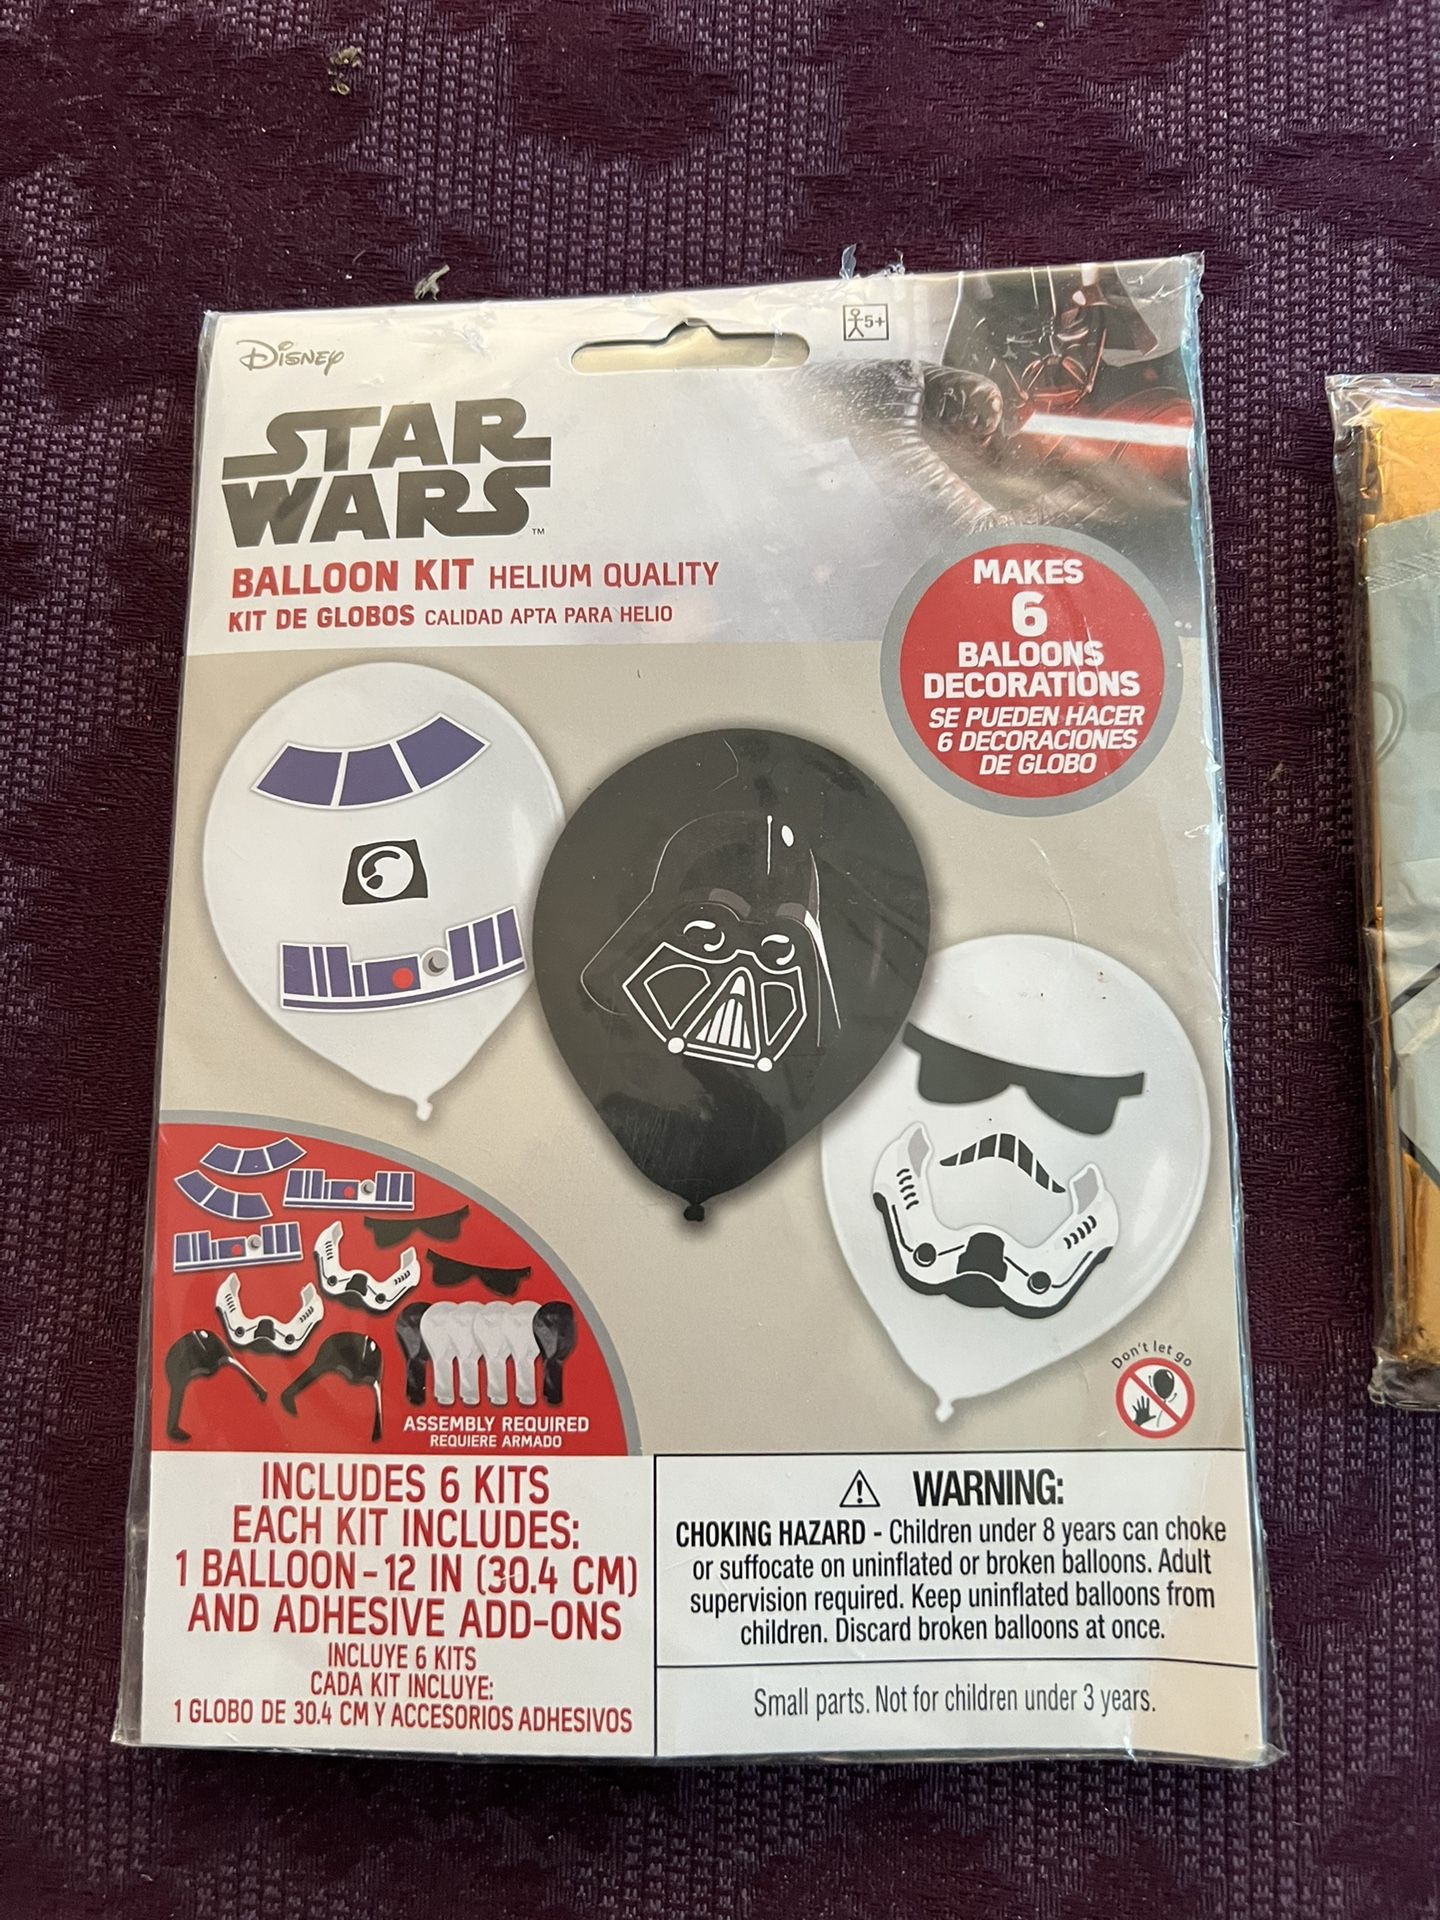 Disney
5+
STAR
WARS
™
BALLOON KIT HELIUM QUALITY
KIT DE GLOBOS CALIDAD APTA PARA HELIO
MAKES
6
BALOONS
DECORATIONS
SE PUEDEN HACER
6 DECORACIONES
DE GLOBO
Don't let go
ASSEMBLY REQUIRED
REQUIERE ARMADO
INCLUDES 6 KITS
EACH KIT INCLUDES:
1 BALLOON - 12 IN (30.4 CM)
AND ADHESIVE ADD-ONS
INCLUYE 6 KITS
CADA KIT INCLUYE:
1 GLOBO DE 30.4 CM Y ACCESORIOS ADHESIVOS
WARNING:
CHOKING HAZARD - Children under 8 years can choke
or suffocate on uninflated or broken balloons. Adult
supervision required. Keep uninflated balloons from
children. Discard broken balloons at once.
Small parts. Not for children under 3 years.